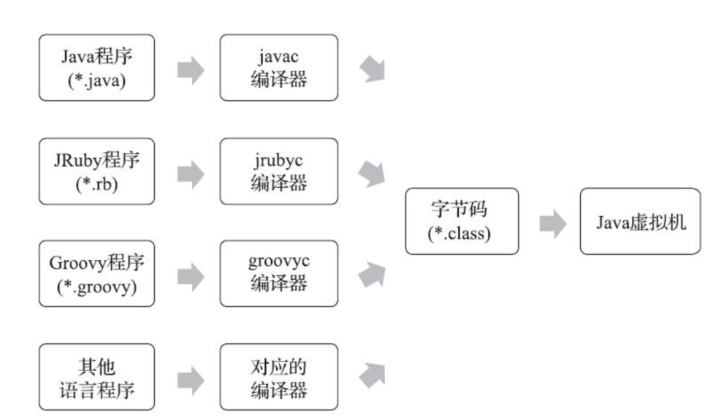 Java程序
(*.java)
javac
编译器
JRuby程序
(*.rb)
jrubyc
编译器
字节码
(*.class)
Java虚拟机
Groovy程序
(*.groovy)
groovyc
编译器
其他
语言程序
对应的
编译器